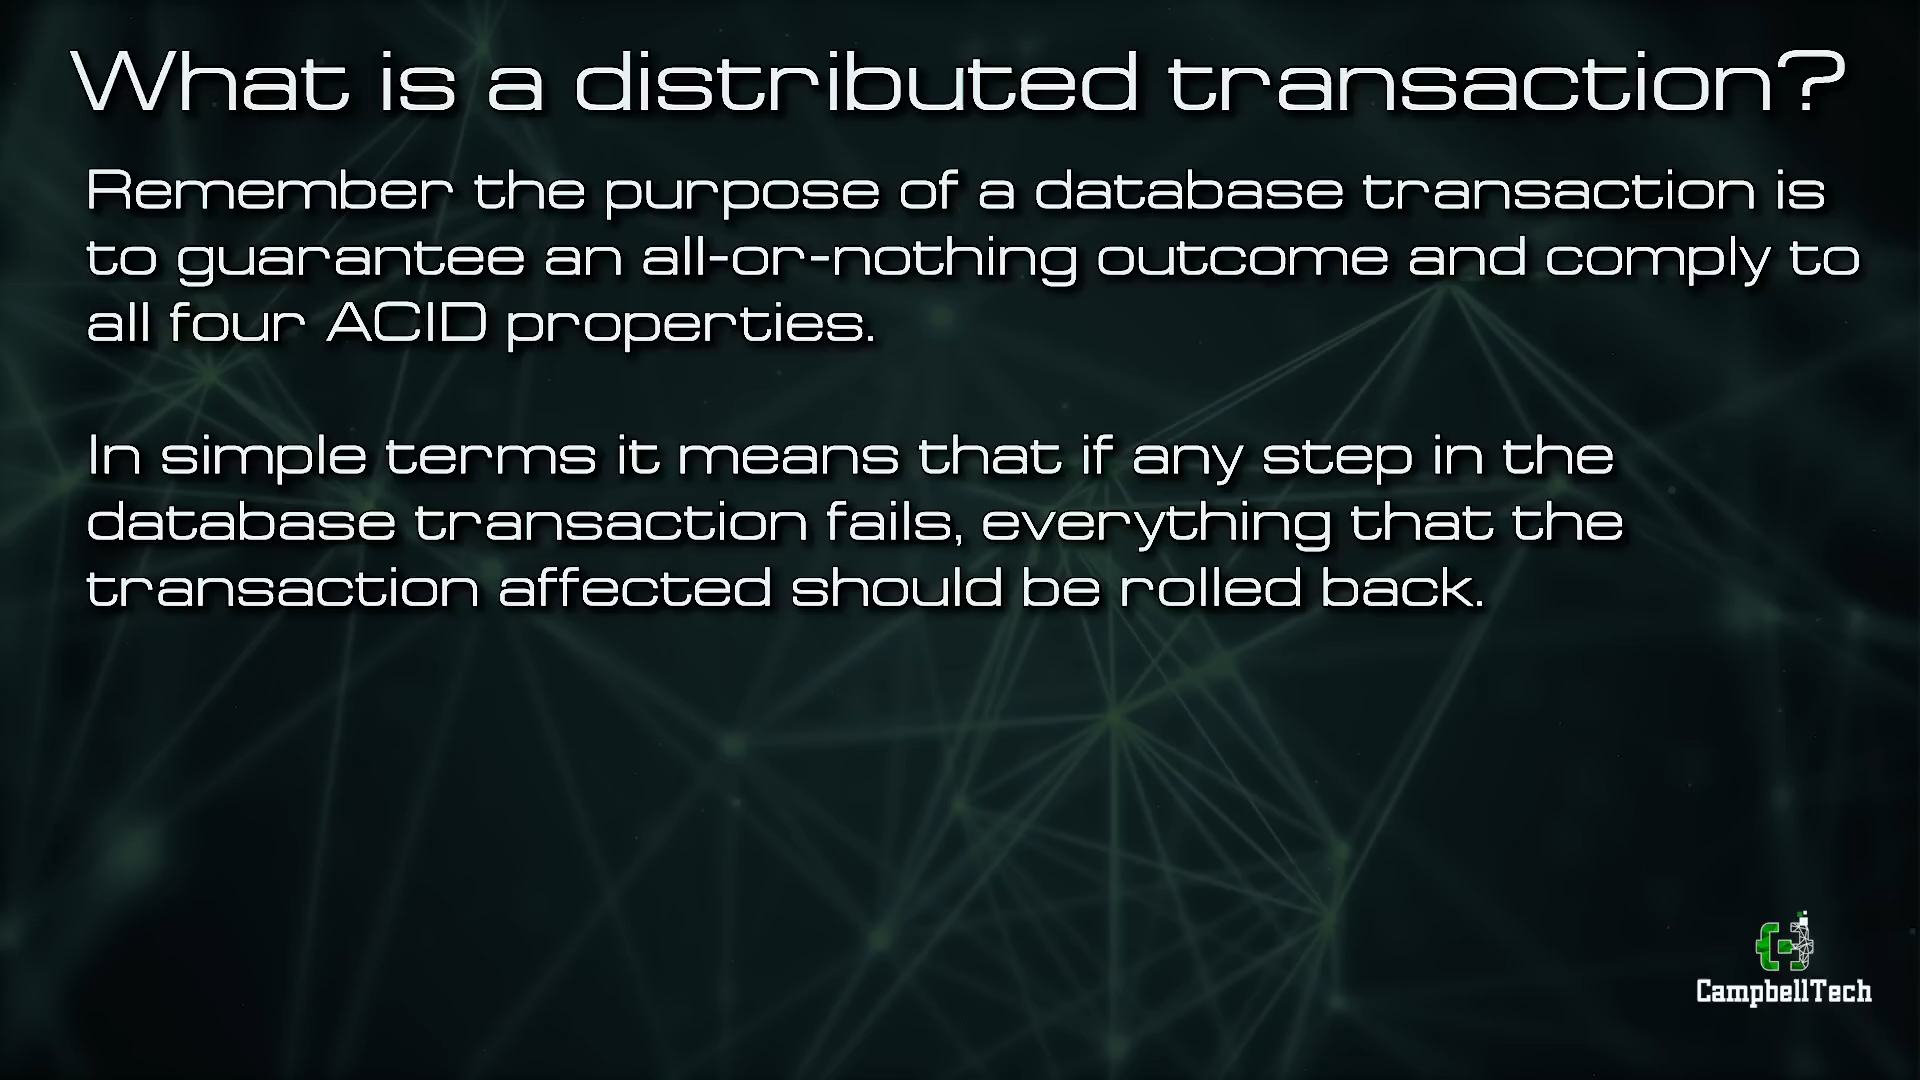 What is a distributed transaction?
Remember the purpose of a database transaction is
to guarantee an all-or-nothing outcome and comply to
all four ACID properties.
In simple terms it means that if any step in the
database transaction fails, everything that the
transaction affected should be rolled back.
CampbellTech